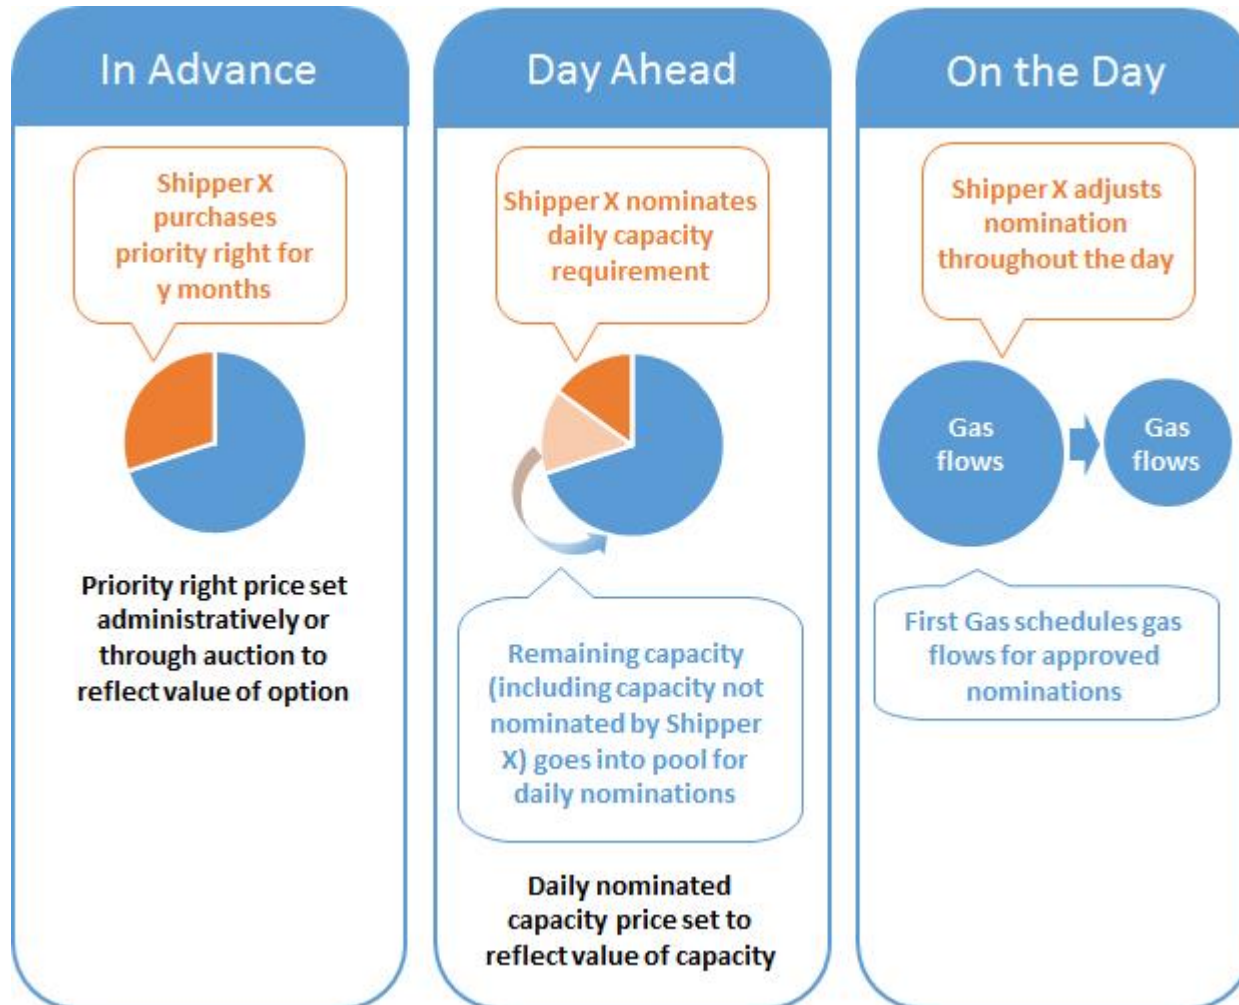 In Advance
Shipper X
purchases
priority right for
y months
Priority right price set
administratively or
through auction to
reflect value of option
Day Ahead
Shipper X nominates
daily capacity
requirement
Remaining capacity
(including capacity not
nominated by Shipper
X) goes into pool for
daily nominations
Daily nominated
capacity price set to
reflect value of capacity
On the Day
Shipper X adjusts
nomination
throughout the day
Gas
flows
Gas
flows
First Gas schedules gas
flows for approved
nominations